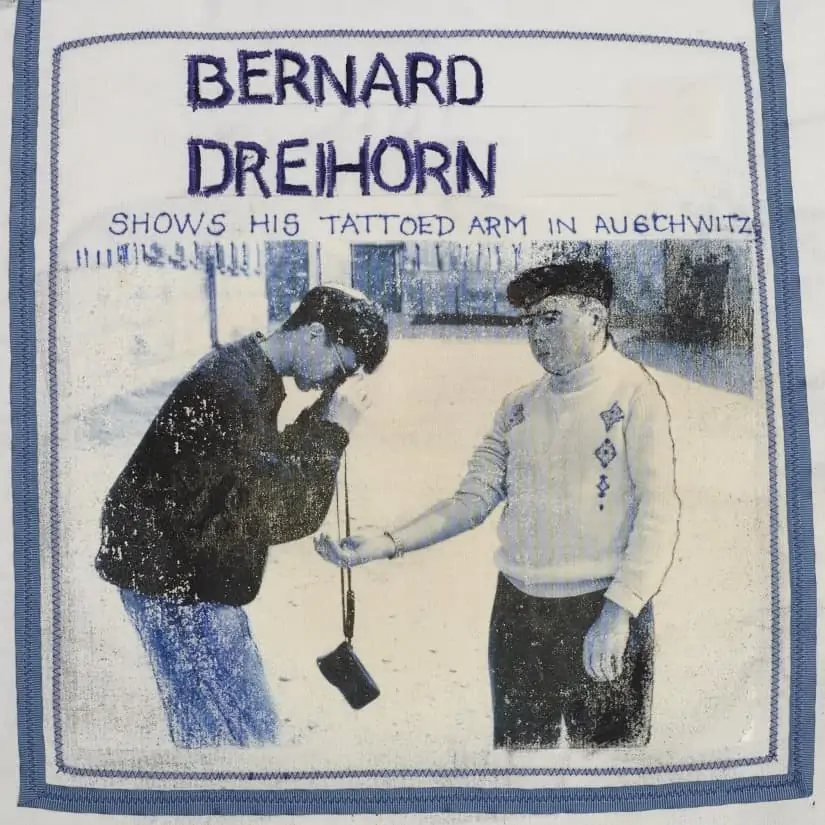 BERNARD
DREIHORN
SHOWS HIS TATTOED ARM IN AUSCHWITZ